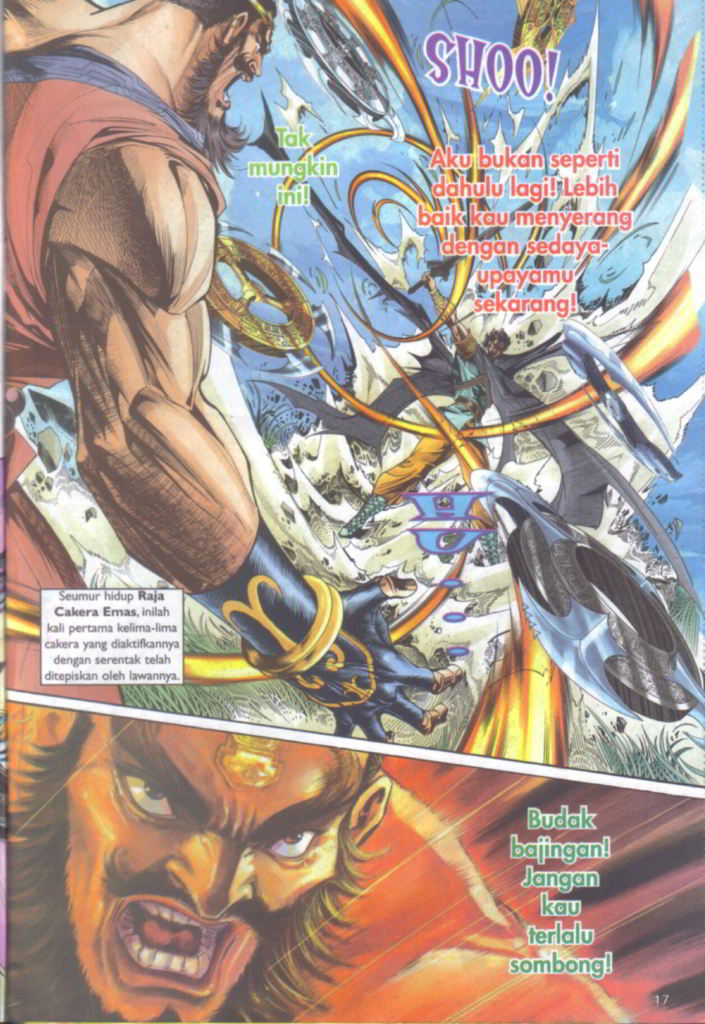 SHOO!
Tak
mungkin
ini!
Aku bukan seperti
dahulu lagi! Lebih
baik kau menyerang
dengan sedaya-
upayamu
sekarang!
HU...
Seumur hidup Raja
Cakera Emas, inilah
kali pertama kelima-lima
cakera yang diaktifkannya
dengan serentak telah
ditepiskan oleh lawannya.
Budak
bajingan!
Jangan
kau
terlalu
sombong!
17